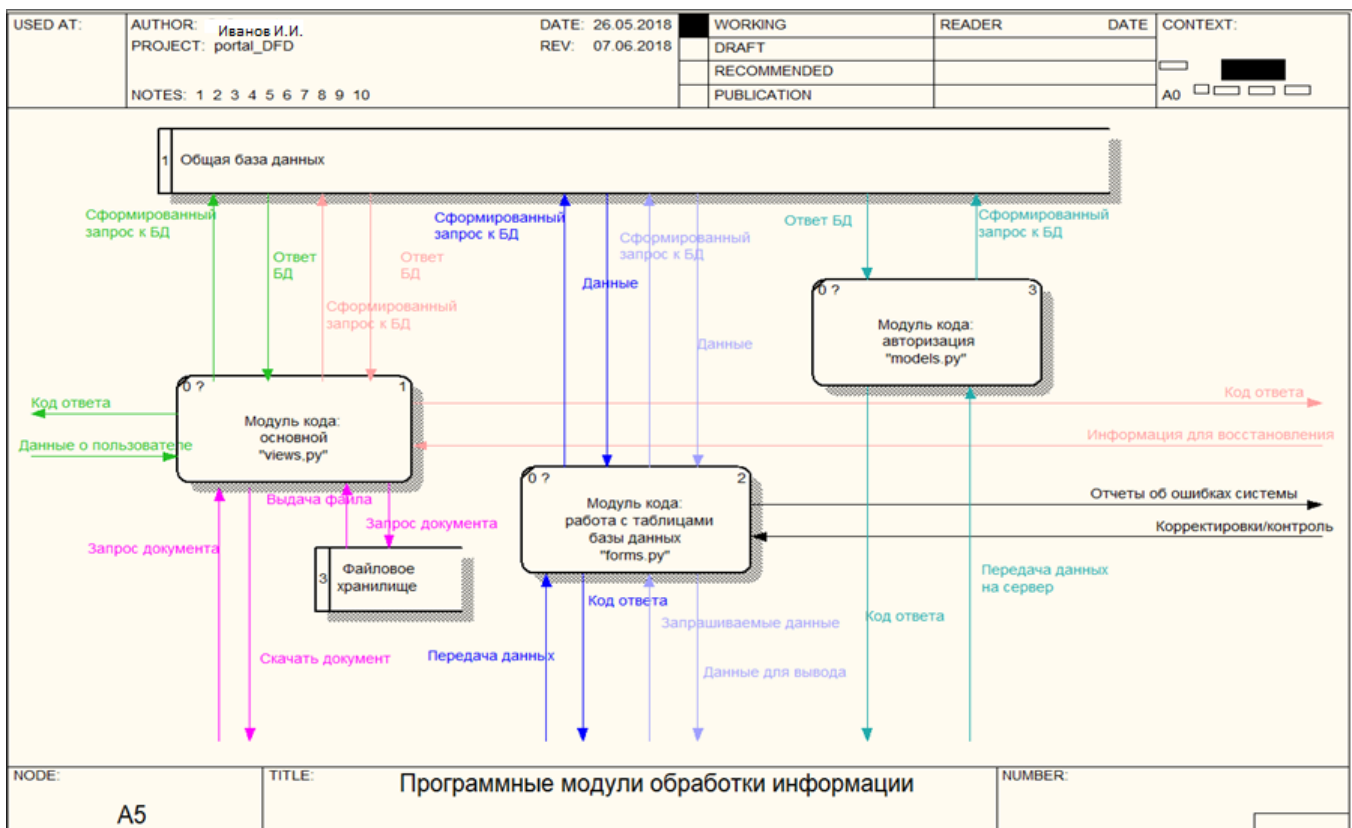 USED AT:
AUTHOR: Иванов И.И.
DATE: 26.05.2018
WORKING
READER
DATE
CONTEXT:
PROJECT: portal_DFD
REV: 07.06.2018
DRAFT
RECOMMENDED
NOTES: 1 2 3 4 5 6 7 8 9 10
PUBLICATION
A0
1
Общая база данных
Сформированный
запрос к БД
Ответ
БД
Сформированный
запрос к БД
Ответ
БД
Сформированный
запрос к БД
Данные
Сформированный
запрос к БД
Данные
Ответ БД
Сформированный
запрос к БД
0 ?
3
Модуль кода:
авторизация
"models.py"
0 ?
1
Модуль кода:
основной
"views.py"
Код ответа
Данные о пользователе
Код ответа
Информация для восстановления
0 ?
2
Модуль кода:
работа с таблицами
базы данных
"forms.py"
Отчеты об ошибках системы
Корректировки/контроль
Выдача файла
Запрос документа
Запрос документа
3
Файловое
хранилище
Скачать документ
Передача данных
Код ответа
Запрашиваемые данные
Данные для вывода
Код ответа
Передача данных
на сервер
NODE:
A5
TITLE:
Программные модули обработки информации
NUMBER: